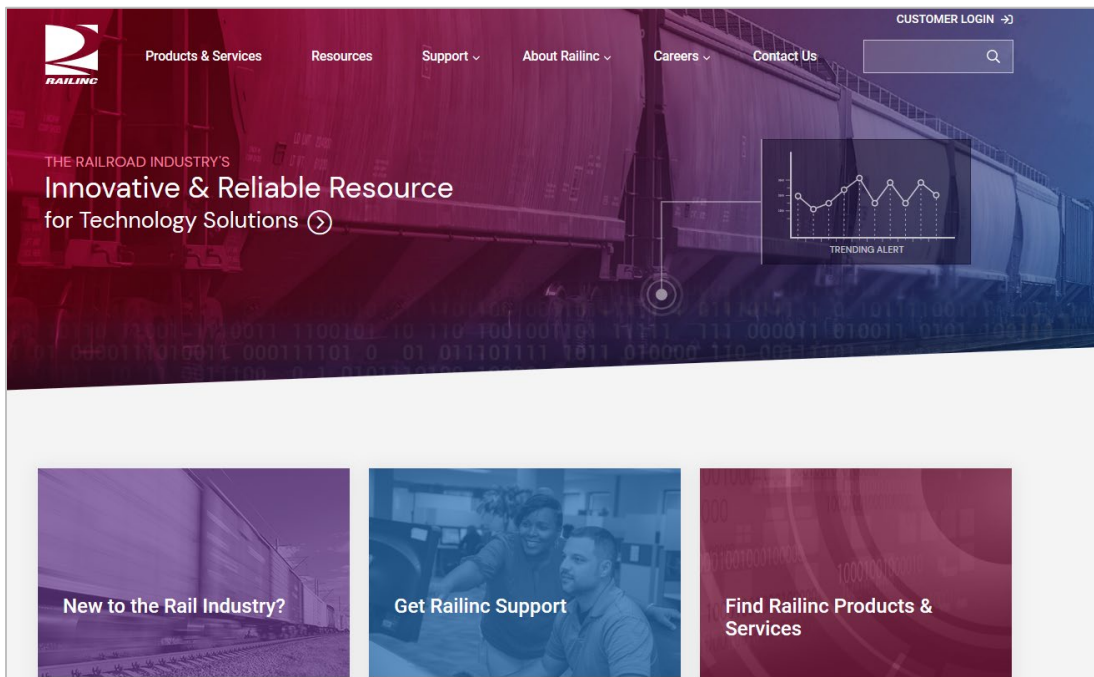 CUSTOMER LOGIN
RAILINC
Products & Services
Resources
Support
About Railinc
Careers
Contact Us
THE RAILROAD INDUSTRY'S
Innovative & Reliable Resource
for Technology Solutions
TRENDING ALERT
New to the Rail Industry?
Get Railinc Support
Find Railinc Products &
Services